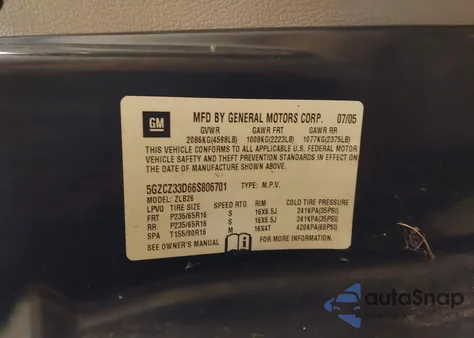 GM
MFD BY GENERAL MOTORS CORP. 07/05
GVWR GAWR FRT GAWR RR
2086KG(4598LB) 1008KG(2223LB) 1077KG(2375LB)
THIS VEHICLE CONFORMS TO ALL APPLICABLE U.S. FEDERAL MOTOR
VEHICLE SAFETY AND THEFT PREVENTION STANDARDS IN EFFECT
ON THE DATE OF MANUFACTURE SHOWN ABOVE.
5GZCZ33D66S806701 TYPE: M.P.V.
MODEL: ZLB26
LPVQ TIRE SIZE SPEED RTG RIM COLD TIRE PRESSURE
FRT P235/65R16 S 16X6.5J 241KPA(35PSI)
RR P235/65R16 S 16X6.5J 241KPA(35PSI)
SPA T155/90R16 M 16X4T 420KPA(60PSI)
SEE OWNER'S MANUAL FOR ADDITIONAL INFORMATION
autoSnap